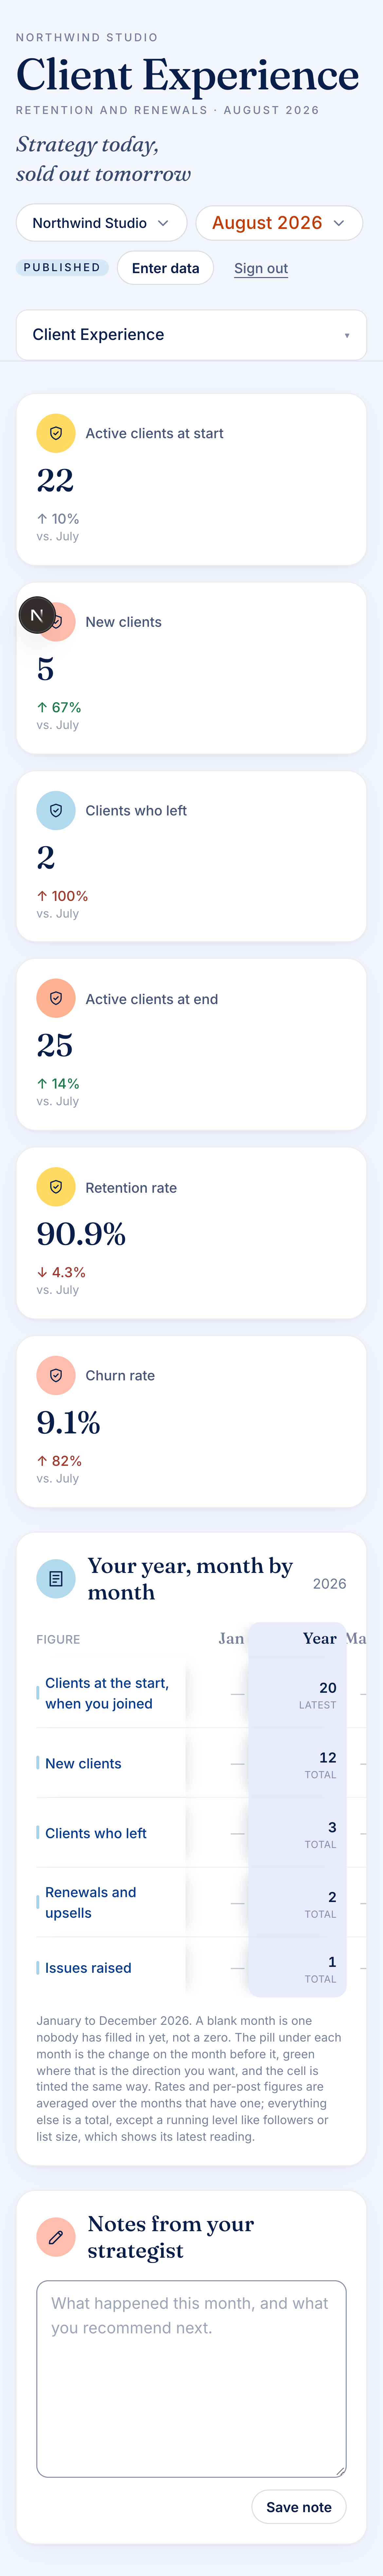 NORTHWIND STUDIO
Client Experience
RETENTION AND RENEWALS · AUGUST 2026
Strategy today,
sold out tomorrow
Northwind Studio
August 2026
PUBLISHED
Enter data
Sign out
Client Experience
Active clients at start
22
↑ 10%
vs. July
N
New clients
5
↑ 67%
vs. July
Clients who left
2
↑ 100%
vs. July
Active clients at end
25
↑ 14%
vs. July
Retention rate
90.9%
↓ 4.3%
vs. July
Churn rate
9.1%
↑ 82%
vs. July
Your year, month by
month
2026
FIGURE Jan Year Ma
Clients at the start,
when you joined
— 20 —
LATEST
New clients — 12 —
TOTAL
Clients who left — 3 —
TOTAL
Renewals and
upsells
— 2 —
TOTAL
Issues raised — 1 —
TOTAL
January to December 2026. A blank month is one
nobody has filled in yet, not a zero. The pill under each
month is the change on the month before it, green
where that is the direction you want, and the cell is
tinted the same way. Rates and per-post figures are
averaged over the months that have one; everything
else is a total, except a running level like followers or
list size, which shows its latest reading.
Notes from your
strategist
What happened this month, and what
you recommend next.
Save note